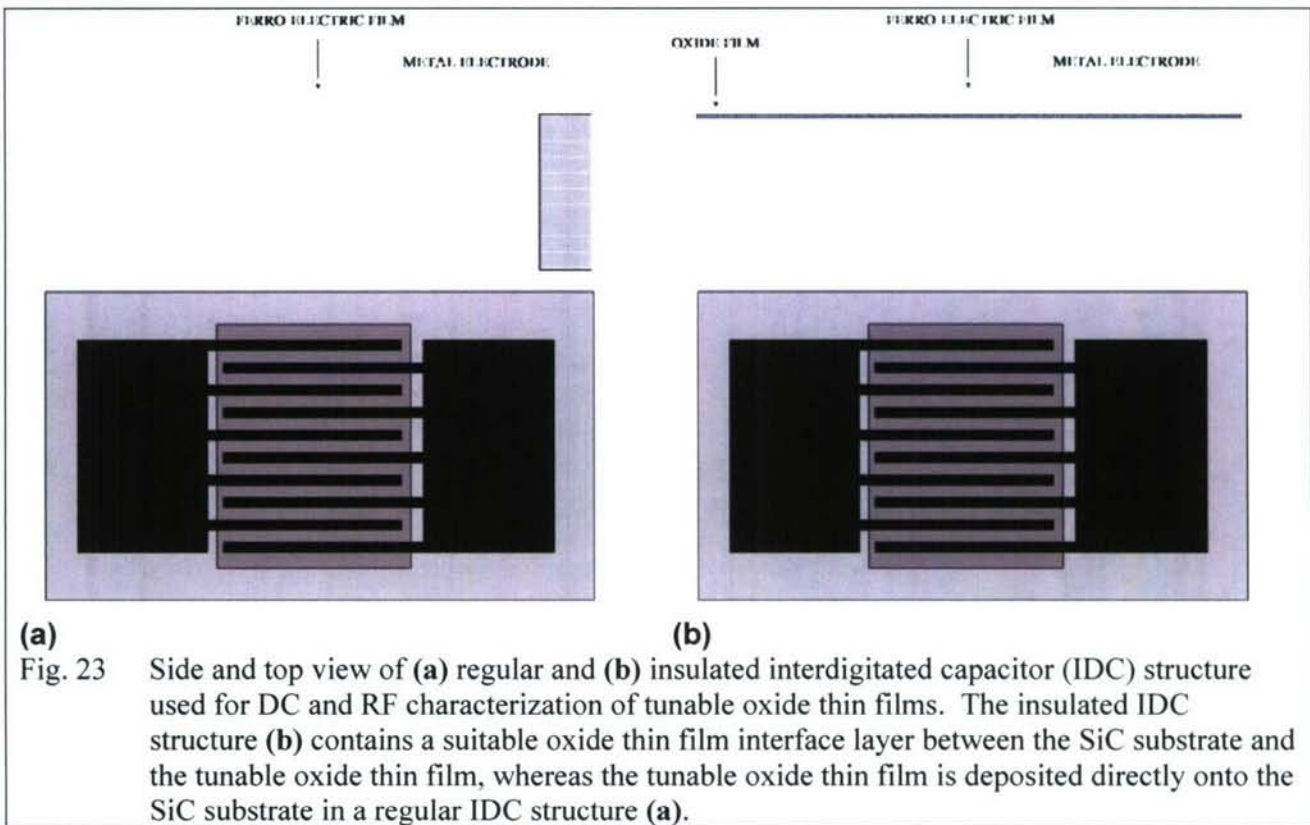 FERRO ELECTRIC FILM
METAL ELECTRODE
OXIDE FILM
FERRO ELECTRIC FILM
METAL ELECTRODE
(a)
(b)
Fig. 23 Side and top view of (a) regular and (b) insulated interdigitated capacitor (IDC) structure
used for DC and RF characterization of tunable oxide thin films. The insulated IDC
structure (b) contains a suitable oxide thin film interface layer between the SiC substrate and
the tunable oxide thin film, whereas the tunable oxide thin film is deposited directly onto the
SiC substrate in a regular IDC structure (a).